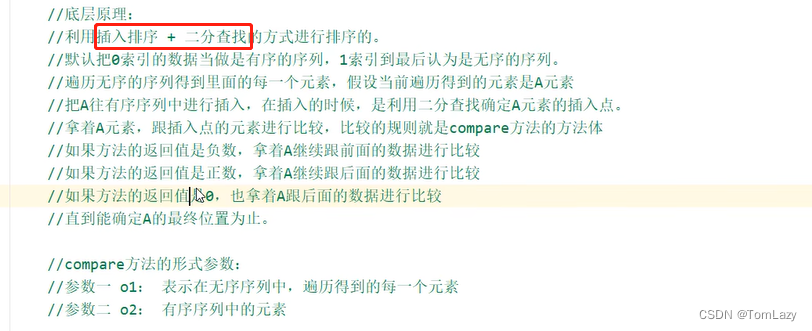 //底层原理：
//利用插入排序 + 二分查找的方式进行排序的。
//默认把0索引的数据当做是有序的序列，1索引到最后认为是无序的序列。
//遍历无序的序列得到里面的每一个元素，假设当前遍历得到的元素是A元素
//把A往有序序列中进行插入，在插入的时候，是利用二分查找确定A元素的插入点。
//拿着A元素，跟插入点的元素进行比较，比较的规则就是compare方法的方法体
//如果方法的返回值是负数，拿着A继续跟前面的数据进行比较
//如果方法的返回值是正数，拿着A继续跟后面的数据进行比较
//如果方法的返回值是0，也拿着A跟后面的数据进行比较
//直到能确定A的最终位置为止。
//compare方法的形式参数：
//参数一 o1： 表示在无序序列中，遍历得到的每一个元素
//参数二 o2： 有序序列中的元素
CSDN @TomLazy